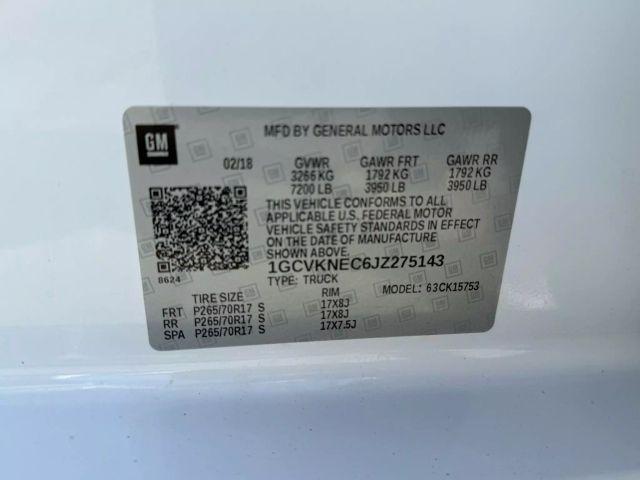 GM
MFD BY GENERAL MOTORS LLC
02/18 GVWR GAWR FRT GAWR RR
3266 KG 1792 KG 1792 KG
7200 LB 3950 LB 3950 LB
THIS VEHICLE CONFORMS TO ALL
APPLICABLE U.S. FEDERAL MOTOR
VEHICLE SAFETY STANDARDS IN EFFECT
ON THE DATE OF MANUFACTURE
SHOWN ABOVE.
1GCVKNEC6JZ275143
8624
TYPE: TRUCK MODEL: 63CK15753
TIRE SIZE RIM
FRT P265/70R17 S 17X8J
RR P265/70R17 S 17X8J
SPA P265/70R17 S 17X7.5J